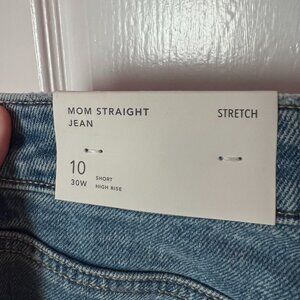 MOM STRAIGHT
JEAN
STRETCH
10
30W
SHORT
HIGH RISE